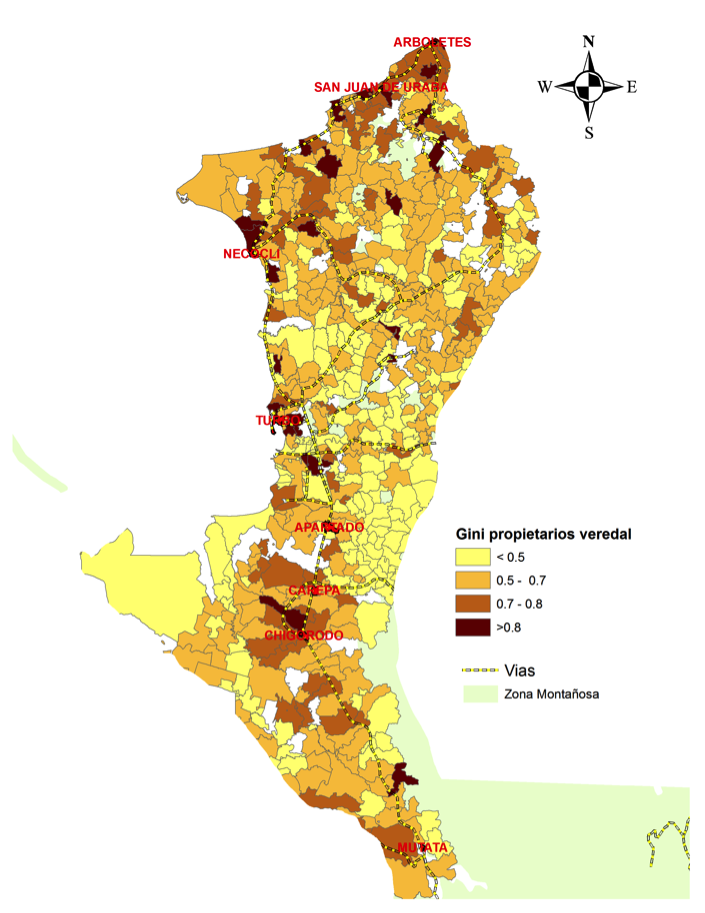 ARBOLETES
N
SAN JUAN DE URABA
W
E
S
NECOCLI
TURBO
APARTADO
Gini propietarios veredal
< 0.5
0.5 - 0.7
0.7 - 0.8
>0.8
CAREPA
CHIGORODO
Vias
Zona Montañosa
MUTATA